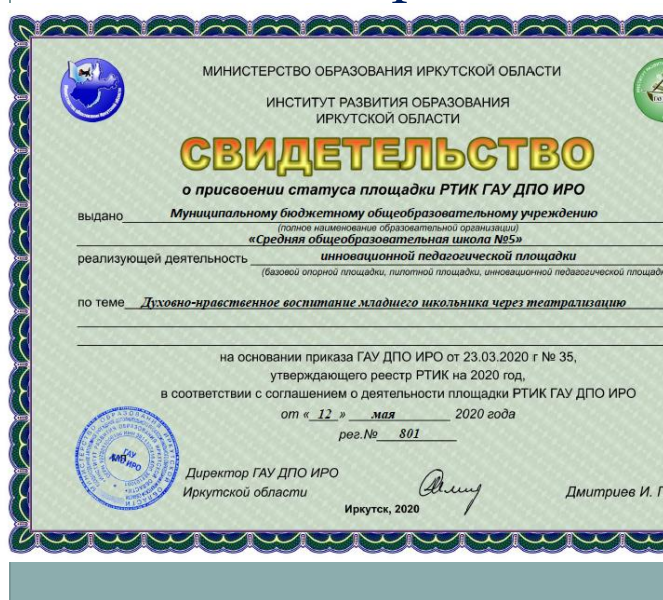 МИНИСТЕРСТВО ОБРАЗОВАНИЯ ИРКУТСКОЙ ОБЛАСТИ
ИНСТИТУТ РАЗВИТИЯ ОБРАЗОВАНИЯ
ИРКУТСКОЙ ОБЛАСТИ
СВИДЕТЕЛЬСТВО
о присвоении статуса площадки РТИК ГАУ ДПО ИРО
выдано Муниципальному бюджетному общеобразовательному учреждению
(полное наименование образовательной организации)
«Средняя общеобразовательная школа №5»
реализующей деятельность инновационной педагогической площадки
(базовой опорной площадки, пилотной площадки, инновационной педагогической площадк
по теме Духовно-нравственное воспитание младшего школьника через театрализацию
на основании приказа ГАУ ДПО ИРО от 23.03.2020 г № 35,
утверждающего реестр РТИК на 2020 год,
в соответствии с соглашением о деятельности площадки РТИК ГАУ ДПО ИРО
от « 12 » мая 2020 года
рег.№ 801
Директор ГАУ ДПО ИРО
Иркутской области
Дмитриев И. Г
Иркутск, 2020